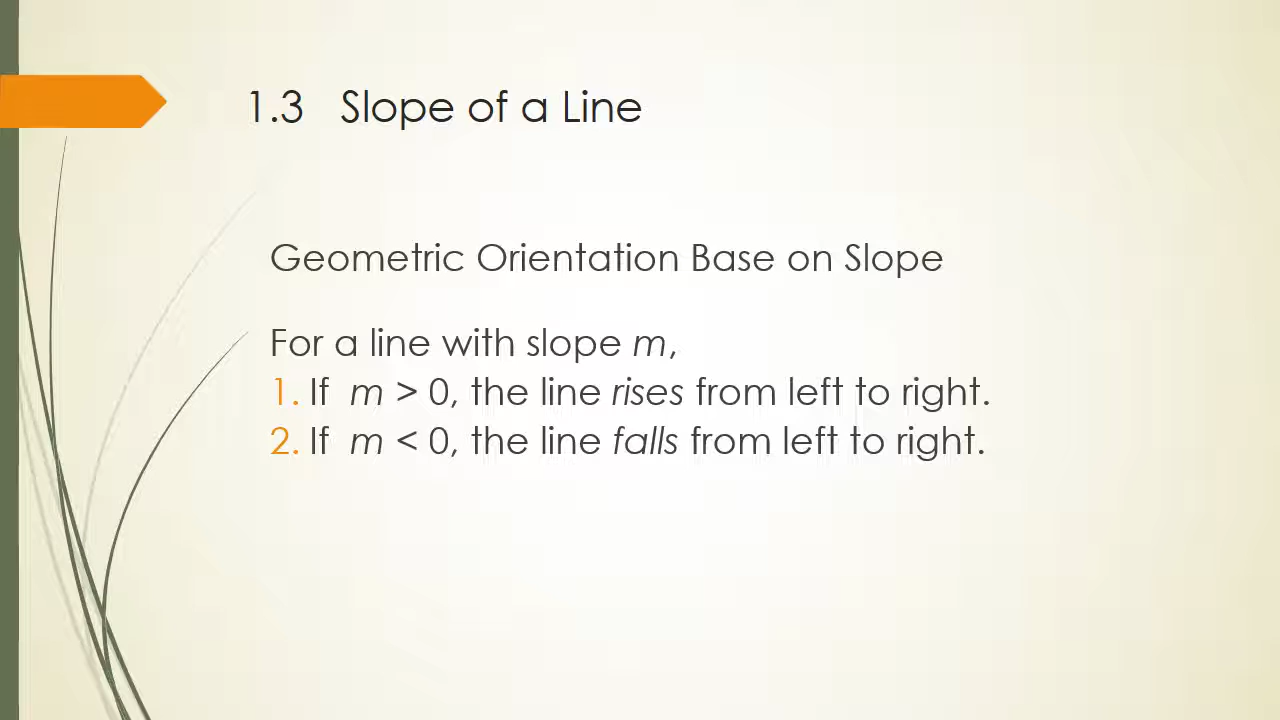 1.3 Slope of a Line
Geometric Orientation Base on Slope
For a line with slope m,
1. If m > 0, the line rises from left to right.
2. If m < 0, the line falls from left to right.